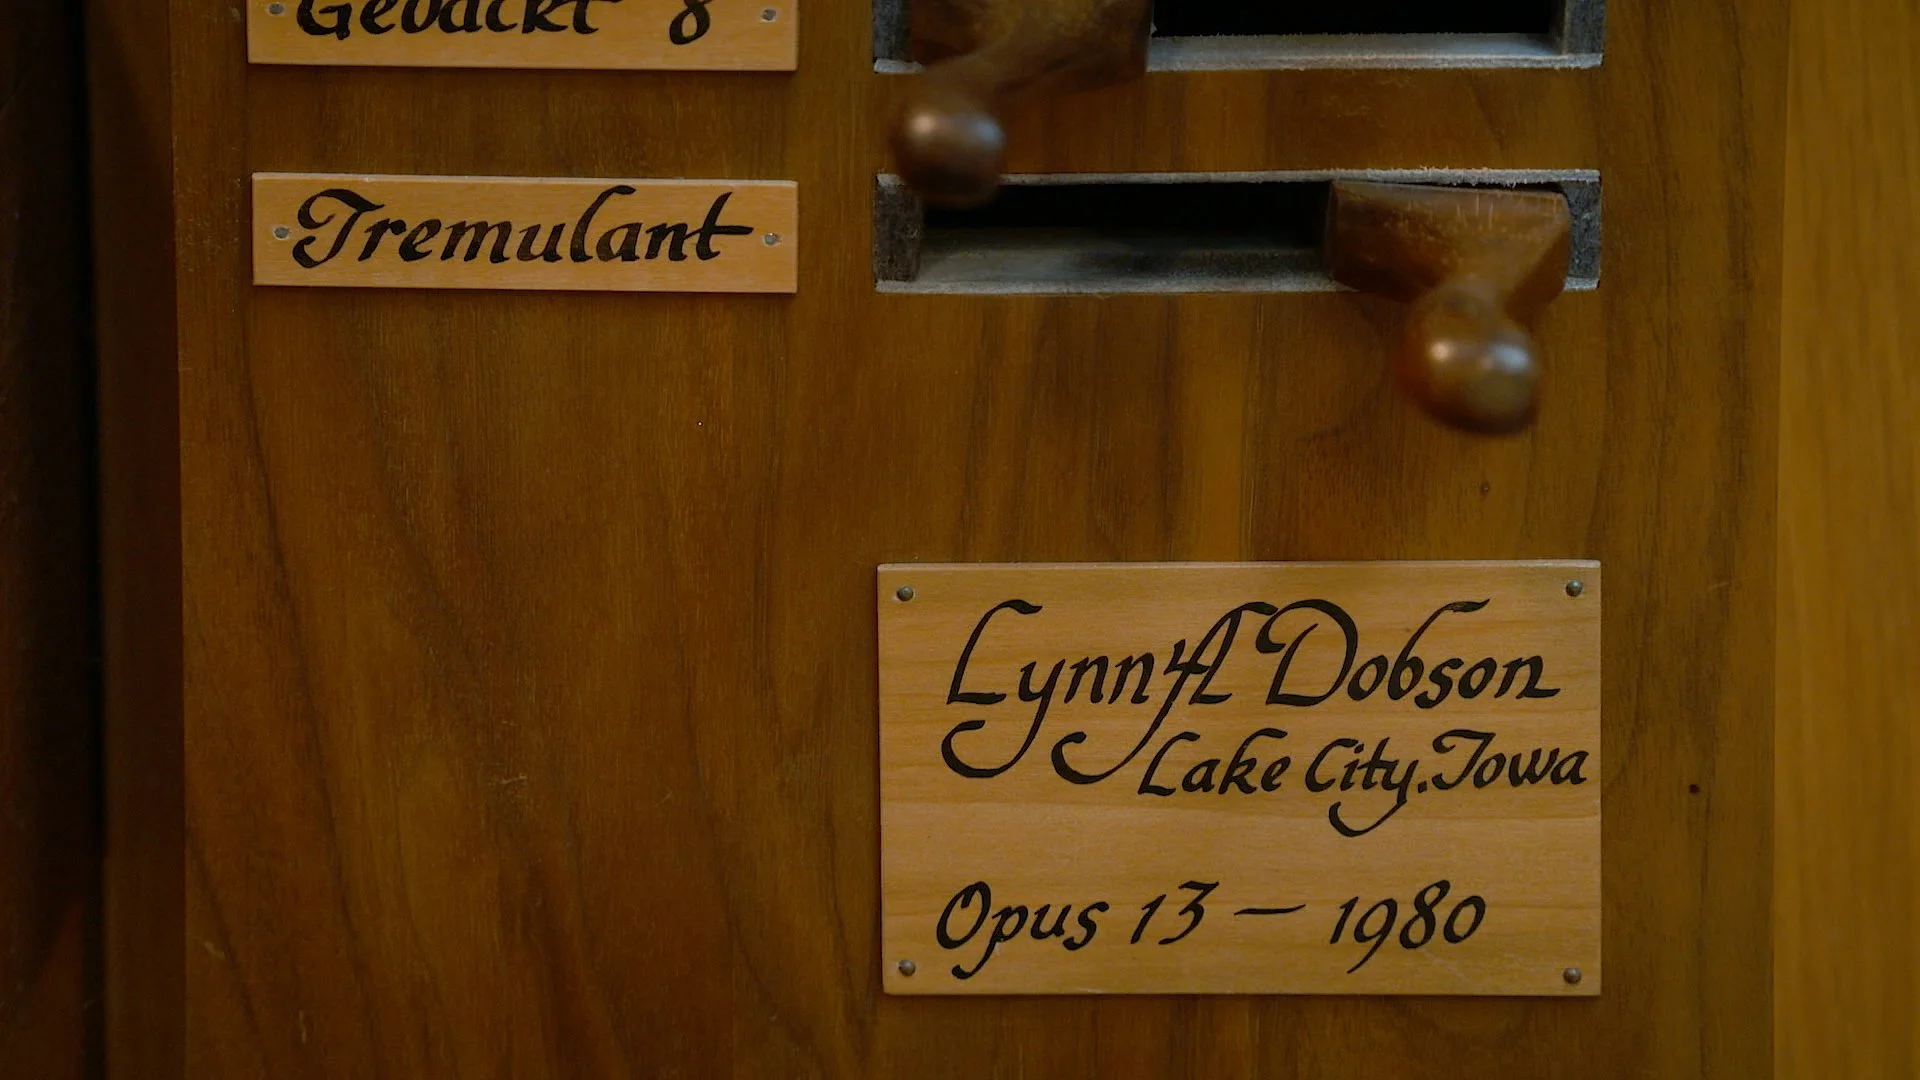 Gedackt 8
Tremulant
Lynn A Dobson
Lake City, Iowa
Opus 13 — 1980